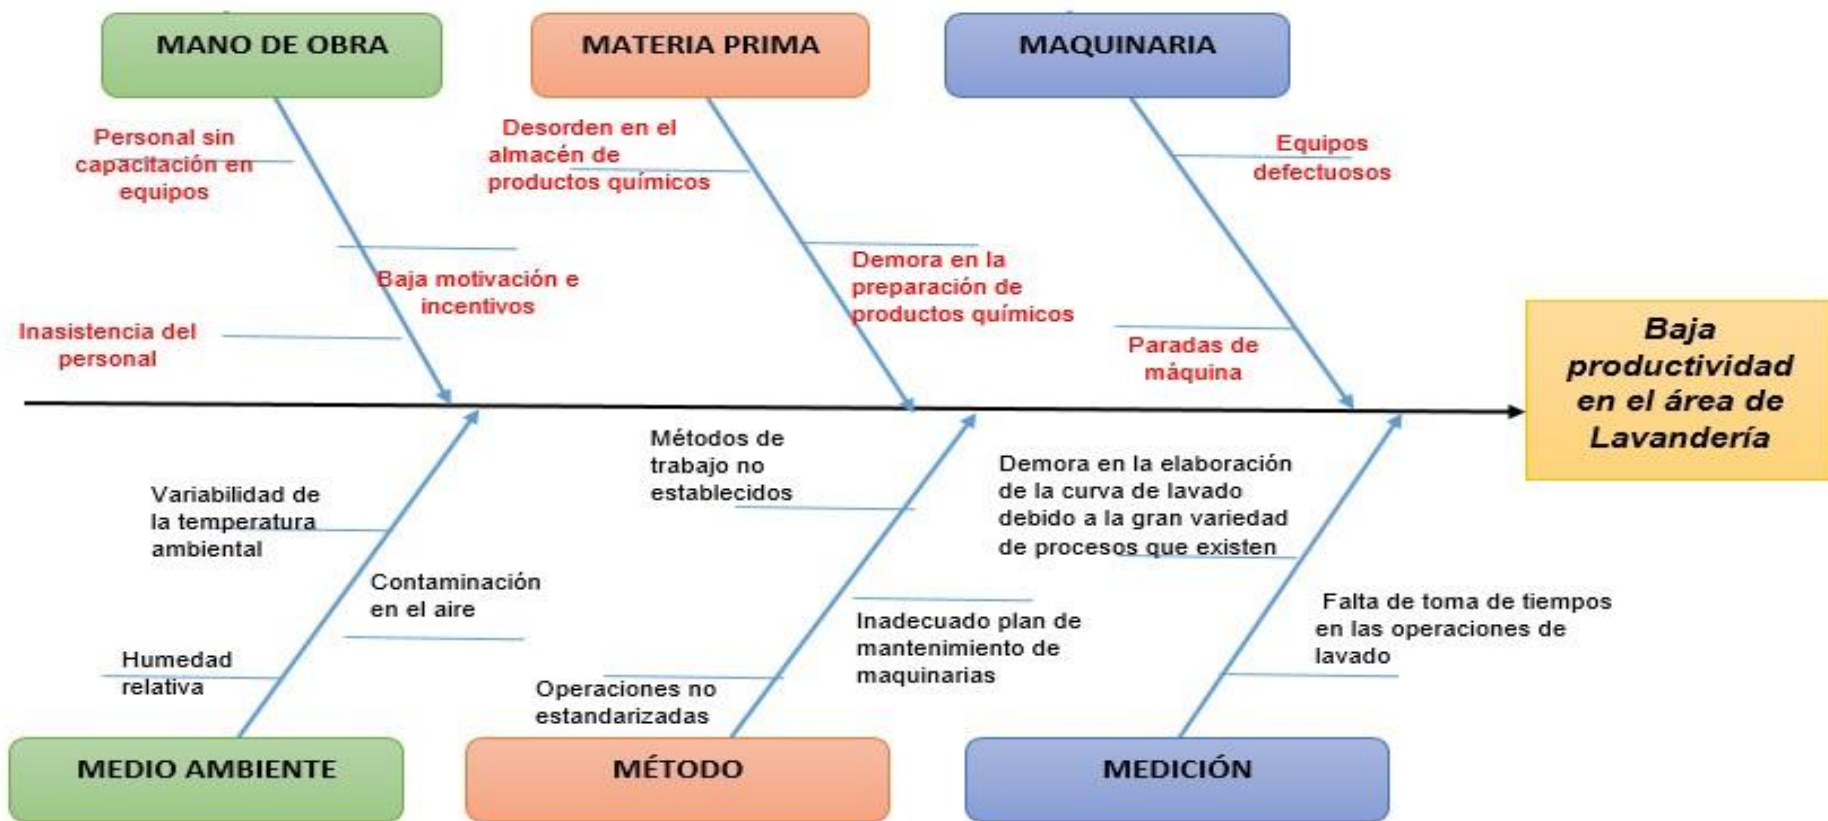 MANO DE OBRA
MATERIA PRIMA
MAQUINARIA
Personal sin
capacitación en
equipos
Baja motivación e
incentivos
Inasistencia del
personal
Desorden en el
almacén de
productos químicos
Demora en la
preparación de
productos químicos
Equipos
defectuosos
Paradas de
máquina
Baja
productividad
en el área de
Lavandería
Variabilidad de
la temperatura
ambiental
Contaminación
en el aire
Humedad
relativa
Métodos de
trabajo no
establecidos
Inadecuado plan de
mantenimiento de
maquinarias
Operaciones no
estandarizadas
Demora en la elaboración
de la curva de lavado
debido a la gran variedad
de procesos que existen
Falta de toma de tiempos
en las operaciones de
lavado
MEDIO AMBIENTE
MÉTODO
MEDICIÓN